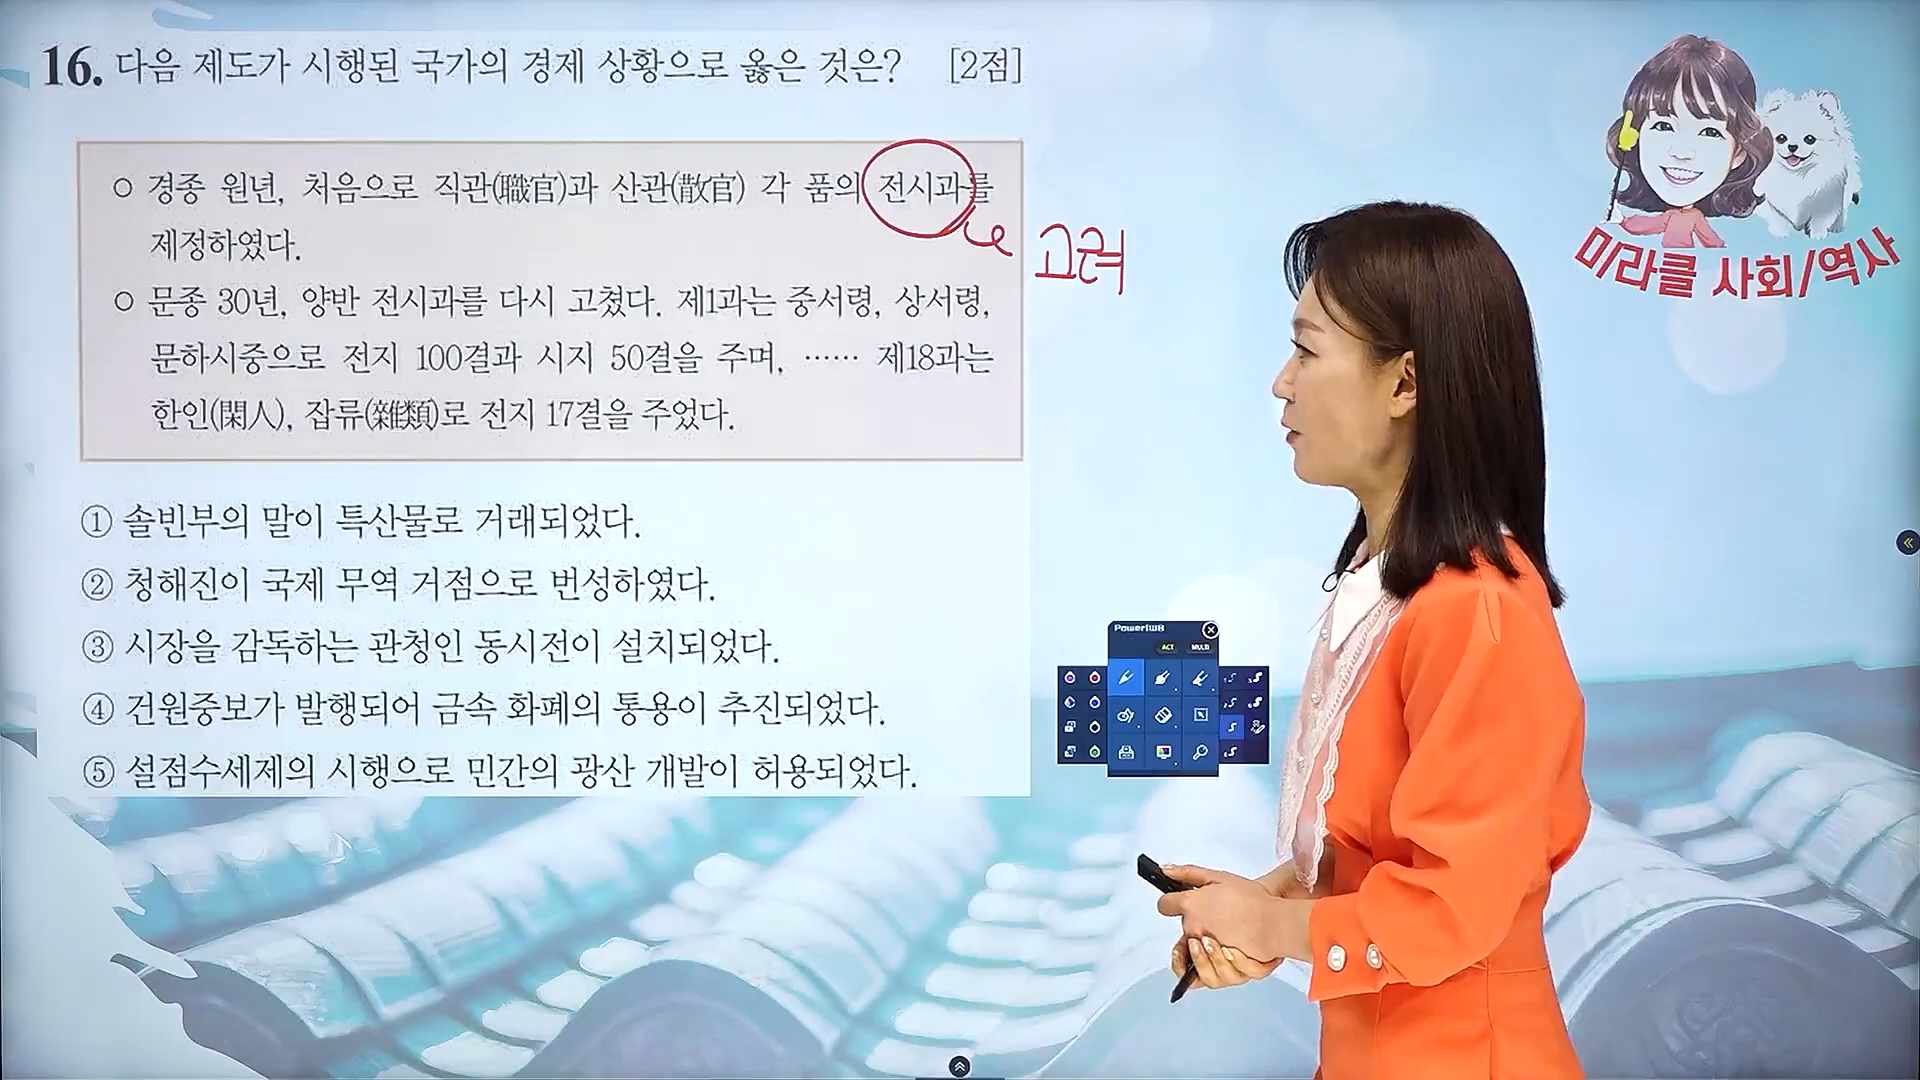 16. 다음 제도가 시행된 국가의 경제 상황으로 옳은 것은? [2점]
○ 경종 원년, 처음으로 직관(職官)과 산관(散官) 각 품의 전시과를
제정하였다.
고려
○ 문종 30년, 양반 전시과를 다시 고쳤다. 제1과는 중서령, 상서령,
문하시중으로 전지 100결과 시지 50결을 주며, …… 제18과는
한인(閑人), 잡류(雜類)로 전지 17결을 주었다.
① 솔빈부의 말이 특산물로 거래되었다.
② 청해진이 국제 무역 거점으로 번성하였다.
③ 시장을 감독하는 관청인 동시전이 설치되었다.
④ 건원중보가 발행되어 금속 화폐의 통용이 추진되었다.
⑤ 설점수세제의 시행으로 민간의 광산 개발이 허용되었다.
미라클 사회/역사
PowerIWB
ACT MULTI